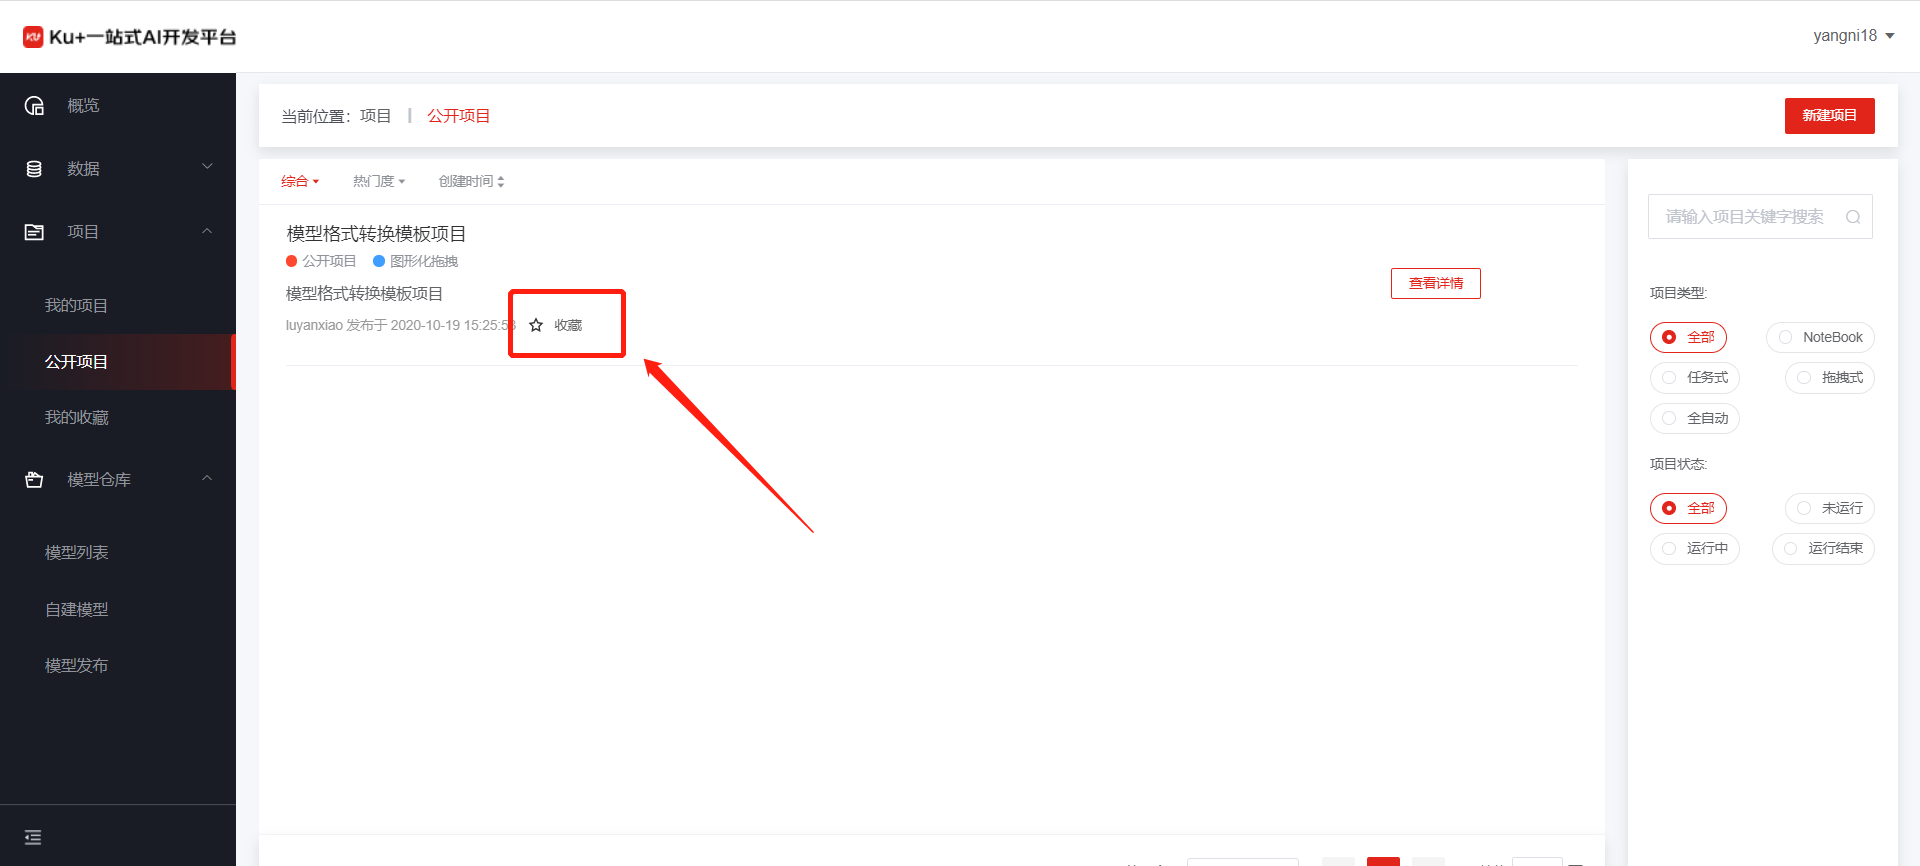 Ku+一站式AI开发平台
yangni18
概览
数据
项目
我的项目
公开项目
我的收藏
模型仓库
模型列表
自建模型
模型发布
当前位置：项目 | 公开项目
新建项目
综合 热门度 创建时间
模型格式转换模板项目
公开项目 图形化拖拽
模型格式转换模板项目
luyanxiao 发布于 2020-10-19 15:25:53 收藏
查看详情
请输入项目关键字搜索
项目类型:
全部 NoteBook
任务式 拖拽式
全自动
项目状态:
全部 未运行
运行中 运行结束